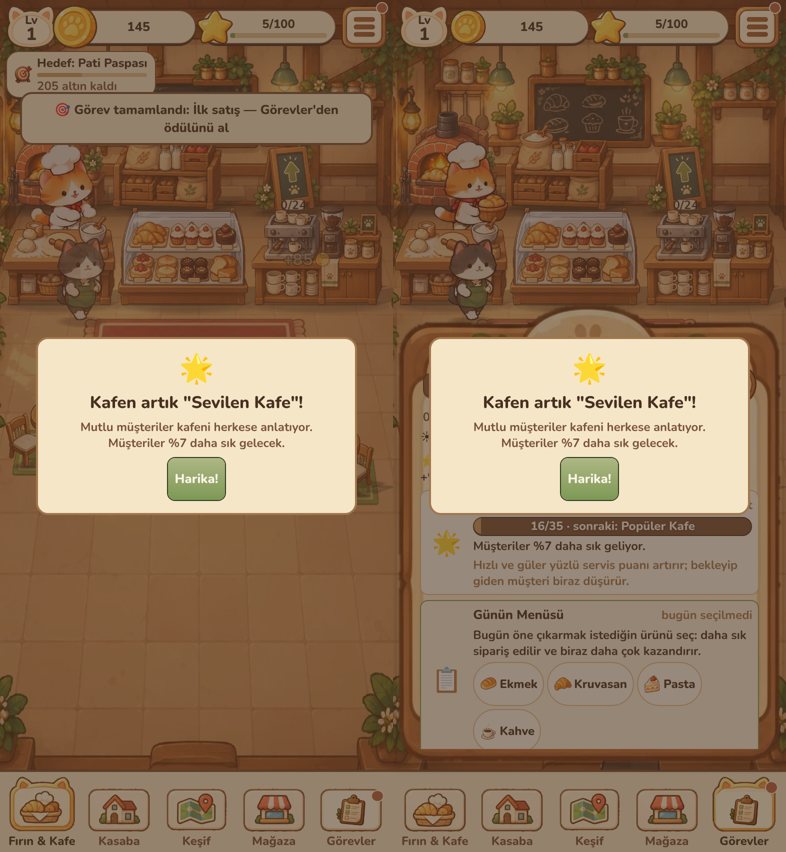 Lv
1
145
5/100
Hedef: Pati Paspası
205 altın kaldı
🎯 Görev tamamlandı: İlk satış — Görevler'den
ödülünü al
0/24
Kafen artık "Sevilen Kafe"!
Mutlu müşteriler kafeni herkese anlatıyor.
Müşteriler %7 daha sık gelecek.
Harika!
Fırın & Kafe
Kasaba
Keşif
Mağaza
Görevler
Lv
1
145
5/100
0/24
Kafen artık "Sevilen Kafe"!
Mutlu müşteriler kafeni herkese anlatıyor.
Müşteriler %7 daha sık gelecek.
Harika!
16/35 · sonraki: Popüler Kafe
Müşteriler %7 daha sık geliyor.
Hızlı ve güler yüzlü servis puanı artırır; bekleyip
giden müşteri biraz düşürür.
Günün Menüsü
bugün seçilmedi
Bugün öne çıkarmak istediğin ürünü seç: daha sık
sipariş edilir ve biraz daha çok kazandırır.
Ekmek
Kruvasan
Pasta
Kahve
Fırın & Kafe
Kasaba
Keşif
Mağaza
Görevler